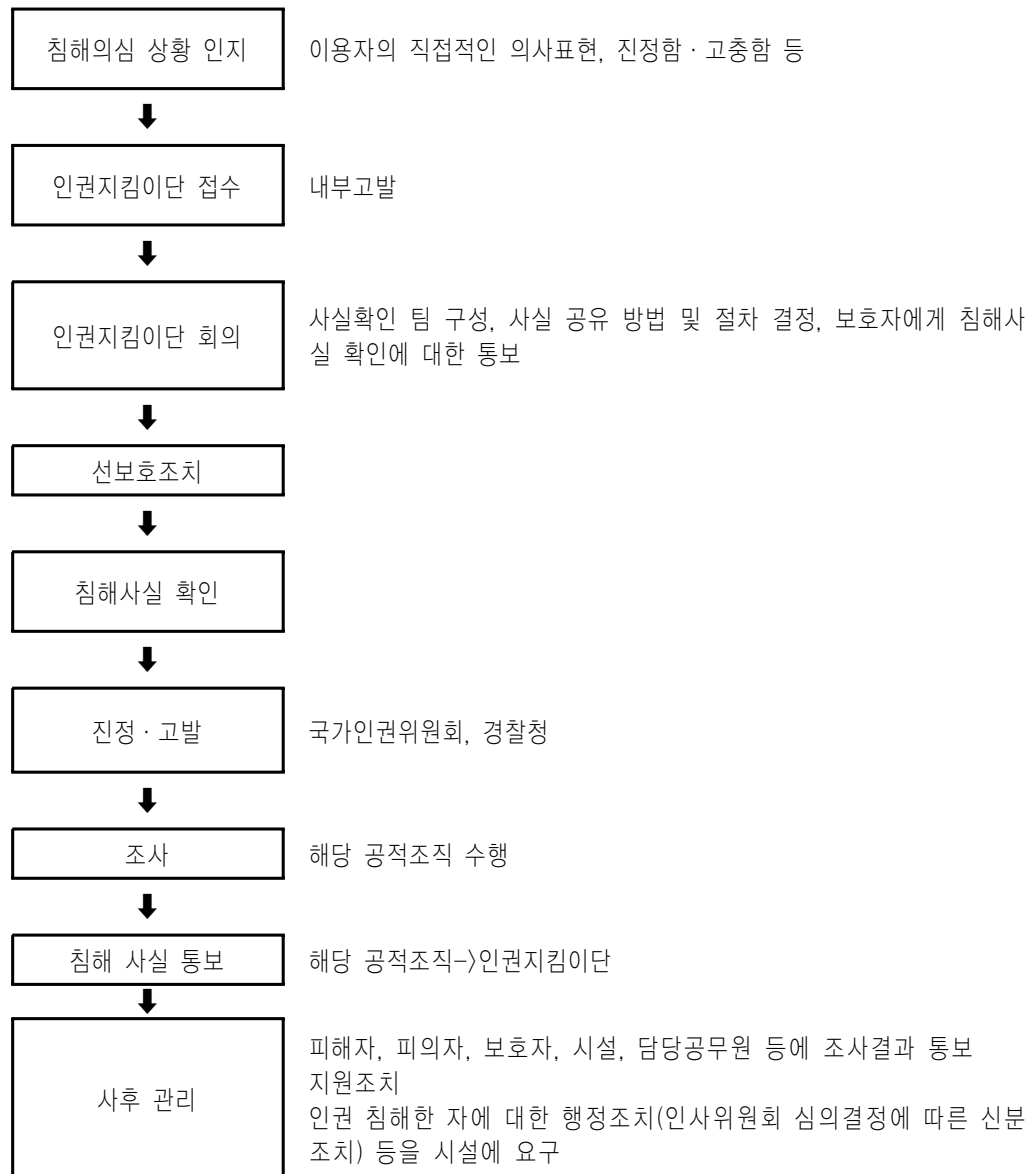 침해의심 상황 인지
이용자의 직접적인 의사표현, 진정함·고충함 등
인권지킴이단 접수
내부고발
인권지킴이단 회의
사실확인 팀 구성, 사실 공유 방법 및 절차 결정, 보호자에게 침해사
실 확인에 대한 통보
선보호조치
침해사실 확인
진정·고발
국가인권위원회, 경찰청
조사
해당 공적조직 수행
침해 사실 통보
해당 공적조직–>인권지킴이단
사후 관리
피해자, 피의자, 보호자, 시설, 담당공무원 등에 조사결과 통보
지원조치
인권 침해한 자에 대한 행정조치(인사위원회 심의결정에 따른 신분
조치) 등을 시설에 요구